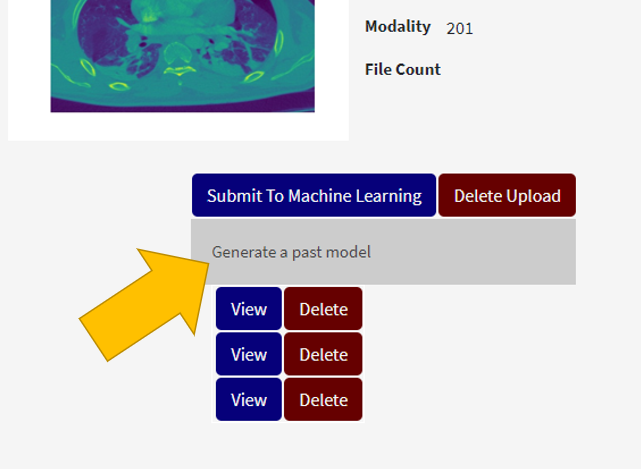 Modality 201
File Count
Submit To Machine Learning Delete Upload
Generate a past model
View Delete
View Delete
View Delete